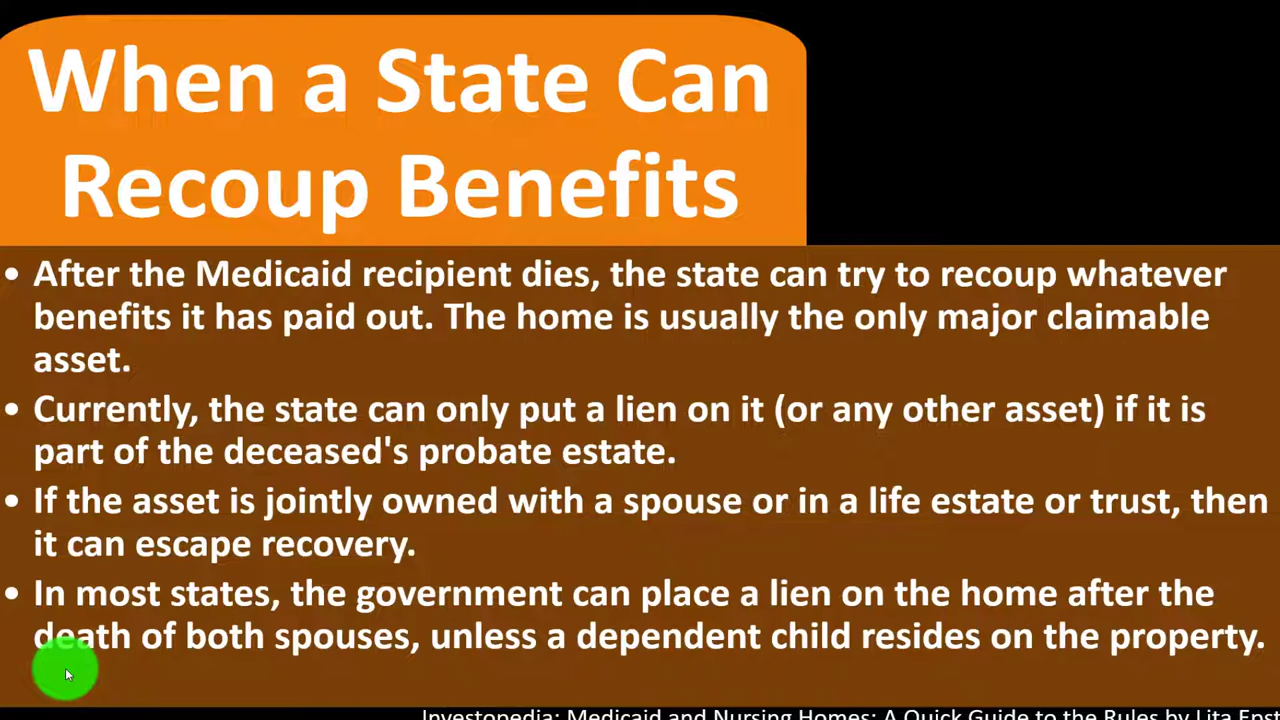 When a State Can
Recoup Benefits
• After the Medicaid recipient dies, the state can try to recoup whatever
benefits it has paid out. The home is usually the only major claimable
asset.
• Currently, the state can only put a lien on it (or any other asset) if it is
part of the deceased's probate estate.
• If the asset is jointly owned with a spouse or in a life estate or trust, then
it can escape recovery.
• In most states, the government can place a lien on the home after the
death of both spouses, unless a dependent child resides on the property.
Investopedia: Medicaid and Nursing Homes: A Quick Guide to the Rules by Lita